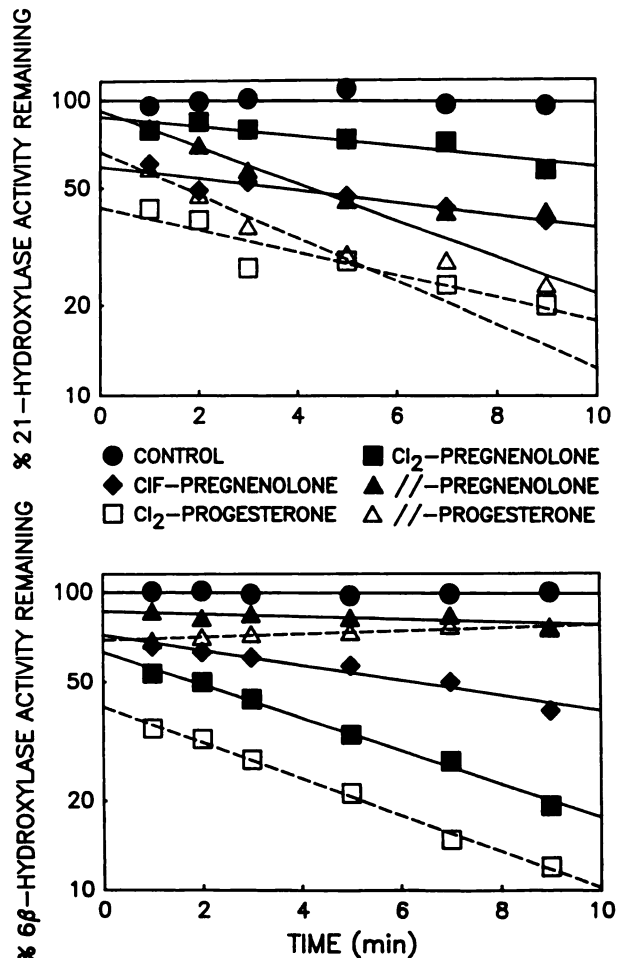 % 21-HYDROXYLASE ACTIVITY REMAINING
100
50
20
10
0 2 4 6 8 10
CONTROL
Cl2-PREGNENOLONE
ClF-PREGNENOLONE
//-PREGNENOLONE
Cl2-PROGESTERONE
//-PROGESTERONE
% 6β-HYDROXYLASE ACTIVITY REMAINING
100
50
20
10
0 2 4 6 8 10
TIME (min)